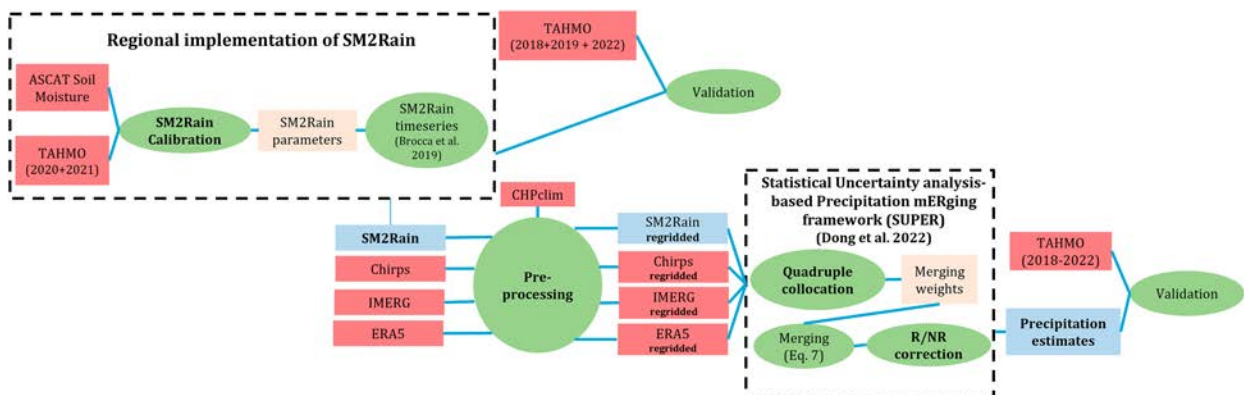 Regional implementation of SM2Rain
ASCAT Soil
Moisture
TAHMO
(2020+2021)
SM2Rain
Calibration
SM2Rain
parameters
SM2Rain
timeseries
(Brocca et al.
2019)
TAHMO
(2018+2019 + 2022)
Validation
SM2Rain
Chirps
IMERG
ERA5
CHPclim
Pre-
processing
SM2Rain
regridded
Chirps
regridded
IMERG
regridded
ERA5
regridded
Statistical Uncertainty analysis-
based Precipitation mERging
framework (SUPER)
(Dong et al. 2022)
Quadruple
collocation
Merging
weights
Merging
(Eq. 7)
R/NR
correction
TAHMO
(2018-2022)
Precipitation
estimates
Validation